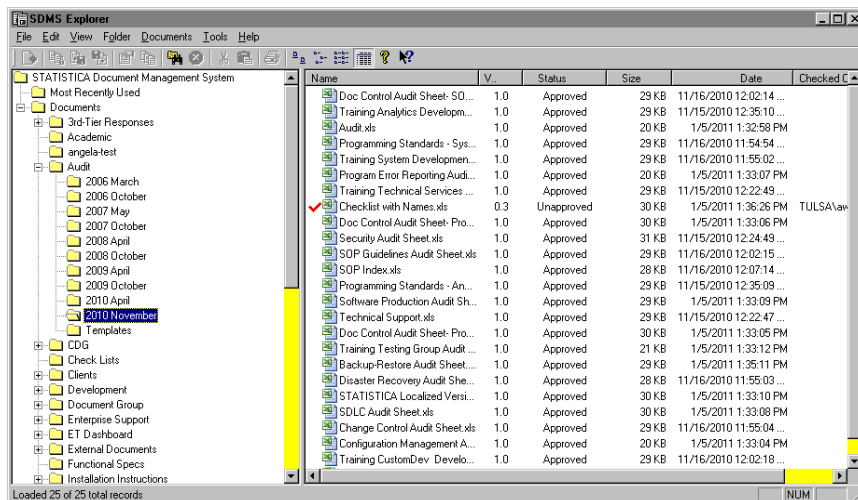 SDMS Explorer
File Edit View Folder Documents Tools Help
STATISTICA Document Management System
Most Recently Used
Documents
3rd-Tier Responses
Academic
angela-test
Audit
2006 March
2006 October
2007 May
2007 October
2008 April
2008 October
2009 April
2009 October
2010 April
2010 November
Templates
CDG
Check Lists
Clients
Development
Document Group
Enterprise Support
ET Dashboard
External Documents
Functional Specs
Installation Instructions
Name V... Status Size Date Checked O
Doc Control Audit Sheet- SO... 1.0 Approved 29 KB 11/16/2010 12:02:14 ...
Training Analytics Developm... 1.0 Approved 29 KB 11/15/2010 12:35:10 ...
Audit.xls 1.0 Approved 20 KB 1/5/2011 1:32:58 PM
Programming Standards - Sys... 1.0 Approved 29 KB 11/16/2010 11:54:54 ...
Training System Developmen... 1.0 Approved 29 KB 11/16/2010 11:55:02 ...
Program Error Reporting Audi... 1.0 Approved 20 KB 1/5/2011 1:33:07 PM
Training Technical Services ... 1.0 Approved 29 KB 11/15/2010 12:22:49 ...
Checklist with Names.xls 0.3 Unapproved 30 KB 1/5/2011 1:36:26 PM TULSA\aw
Doc Control Audit Sheet- Pro... 1.0 Approved 30 KB 1/5/2011 1:33:06 PM
Security Audit Sheet.xls 1.0 Approved 31 KB 11/15/2010 12:24:49 ...
SOP Guidelines Audit Sheet.xls 1.0 Approved 29 KB 11/16/2010 12:02:15 ...
SOP Index.xls 1.0 Approved 28 KB 11/16/2010 12:07:14 ...
Programming Standards - An... 1.0 Approved 29 KB 11/15/2010 12:35:09 ...
Software Production Audit Sh... 1.0 Approved 29 KB 1/5/2011 1:33:09 PM
Technical Support.xls 1.0 Approved 29 KB 11/15/2010 12:22:47 ...
Doc Control Audit Sheet- Pro... 1.0 Approved 30 KB 1/5/2011 1:33:05 PM
Training Testing Group Audit ... 1.0 Approved 21 KB 1/5/2011 1:33:12 PM
Backup-Restore Audit Sheet.... 1.0 Approved 29 KB 1/5/2011 1:35:11 PM
Disaster Recovery Audit She... 1.0 Approved 28 KB 11/16/2010 11:55:03 ...
STATISTICA Localized Versi... 1.0 Approved 30 KB 1/5/2011 1:33:10 PM
SDLC Audit Sheet.xls 1.0 Approved 30 KB 1/5/2011 1:33:08 PM
Change Control Audit Sheet.xls 1.0 Approved 29 KB 11/16/2010 11:55:04 ...
Configuration Management A... 1.0 Approved 20 KB 1/5/2011 1:33:04 PM
Training CustomDev Develo... 1.0 Approved 29 KB 11/16/2010 12:02:18 ...
Loaded 25 of 25 total records NUM